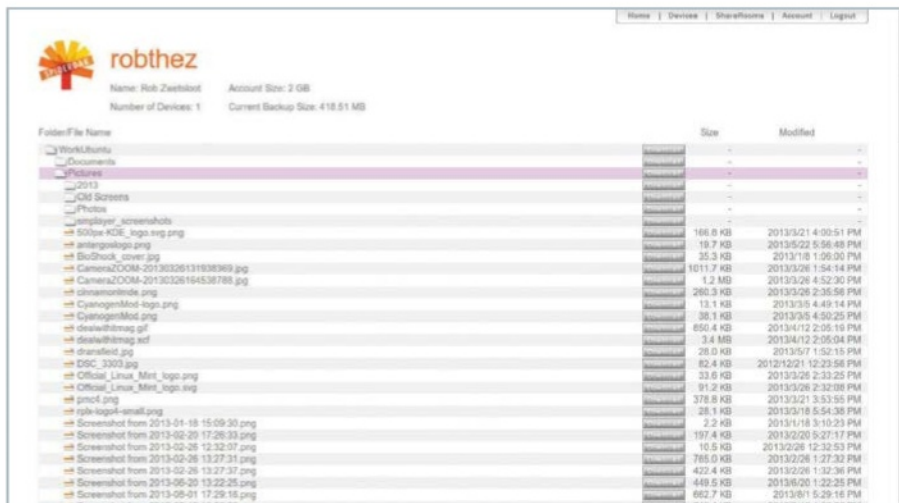 Home | Devices | ShareRooms | Account | Logout
SPIDEROAK
robthez
Name: Rob Zwetsloot Account Size: 2 GB
Number of Devices: 1 Current Backup Size: 418.51 MB
Folder/File Name Size Modified
WorkUbuntu - -
Documents - -
Pictures - -
2013 - -
Old Screens - -
Photos - -
smplayer_screenshots - -
500px-KDE_logo.svg.png 166.8 KB 2013/3/21 4:00:51 PM
antergoslogo.png 19.7 KB 2013/5/22 5:56:48 PM
BioShock_cover.jpg 35.3 KB 2013/1/8 1:06:00 PM
CameraZOOM-20130326131938369.jpg 1011.7 KB 2013/3/26 1:54:14 PM
CameraZOOM-20130326164538788.jpg 1.2 MB 2013/3/26 4:52:30 PM
cinnamontmde.png 260.3 KB 2013/3/26 2:35:56 PM
CyanogenMod-logo.png 13.1 KB 2013/3/5 4:49:14 PM
CyanogenMod.png 38.1 KB 2013/3/5 4:50:25 PM
dealwithitmag.gif 650.4 KB 2013/4/12 2:05:19 PM
dealwithitmag.xcf 3.4 MB 2013/4/12 2:05:04 PM
dransfield.jpg 28.0 KB 2013/5/7 1:52:15 PM
DSC_3303.jpg 82.4 KB 2012/12/21 12:23:56 PM
Official_Linux_Mint_logo.png 33.6 KB 2013/3/26 2:33:25 PM
Official_Linux_Mint_logo.svg 91.2 KB 2013/3/26 2:32:08 PM
pmc4.png 378.8 KB 2013/3/21 3:53:55 PM
rplx-logo4-small.png 28.1 KB 2013/3/18 5:54:38 PM
Screenshot from 2013-01-18 15:09:30.png 2.2 KB 2013/1/18 3:10:23 PM
Screenshot from 2013-02-20 17:26:33.png 197.4 KB 2013/2/20 5:27:17 PM
Screenshot from 2013-02-26 12:32:07.png 10.5 KB 2013/2/26 12:32:53 PM
Screenshot from 2013-02-26 13:27:31.png 765.0 KB 2013/2/26 1:27:32 PM
Screenshot from 2013-02-26 13:27:37.png 422.4 KB 2013/2/26 1:32:36 PM
Screenshot from 2013-06-20 13:22:25.png 449.5 KB 2013/6/20 1:22:25 PM
Screenshot from 2013-08-01 17:29:16.png 662.7 KB 2013/8/1 5:29:16 PM